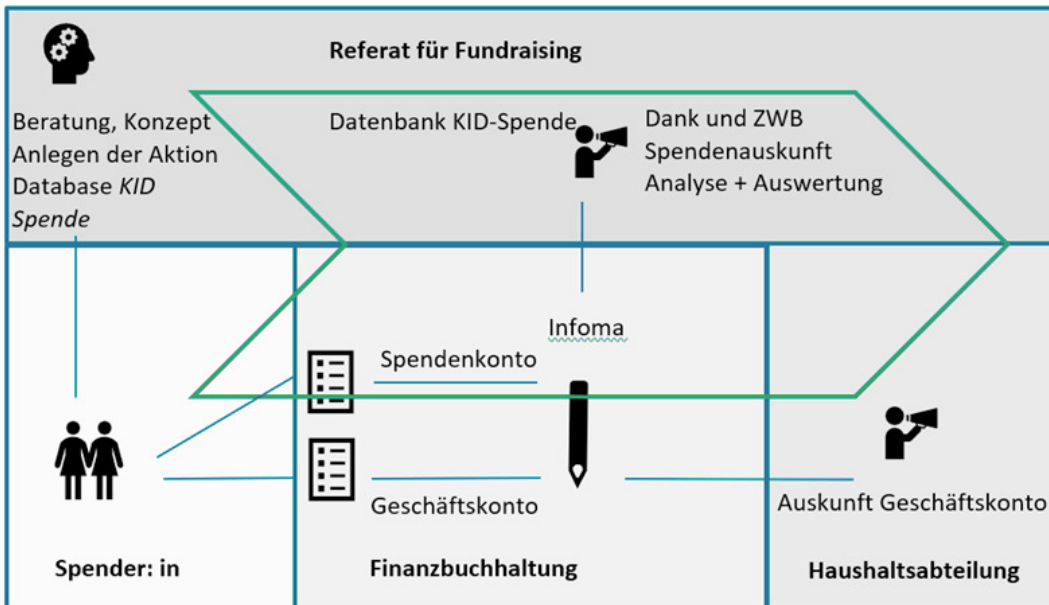 Referat für Fundraising
Beratung, Konzept
Anlegen der Aktion
Database KID
Spende
Datenbank KID-Spende
Dank und ZWB
Spendenauskunft
Analyse + Auswertung
Infoma
Spendenkonto
Geschäftskonto
Auskunft Geschäftskonto
Spender: in
Finanzbuchhaltung
Haushaltsabteilung